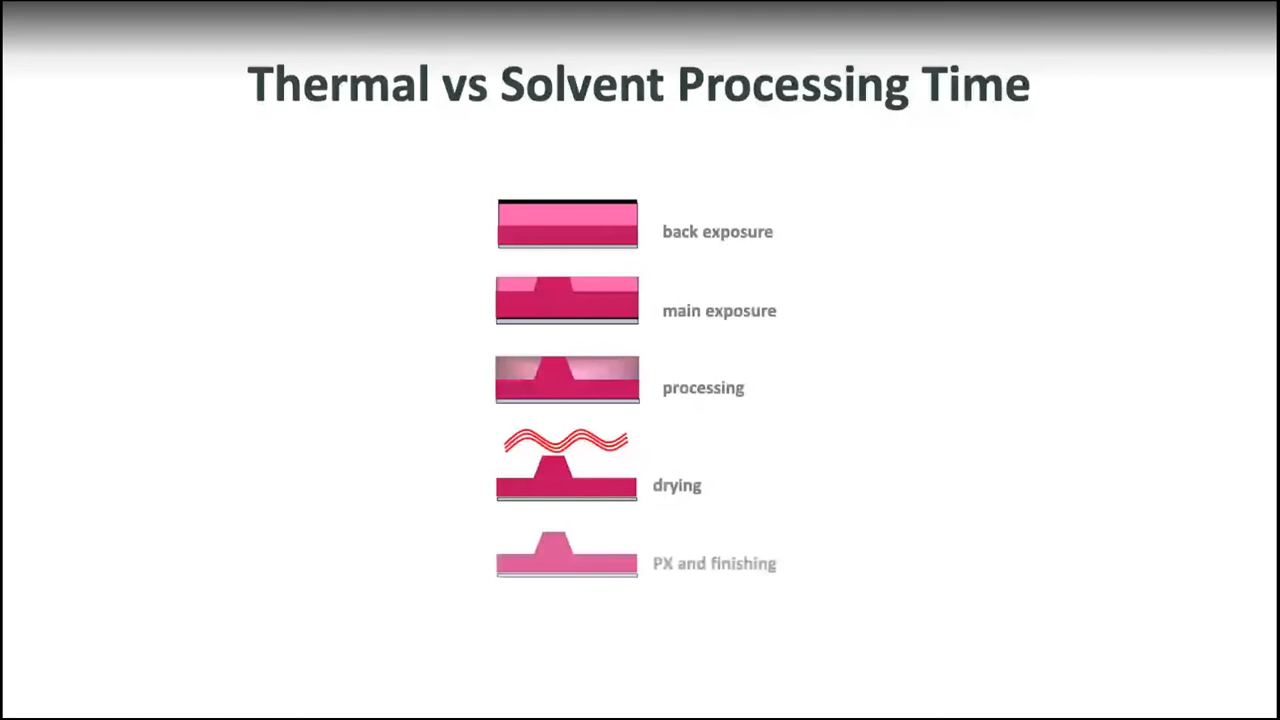 Thermal vs Solvent Processing Time
back exposure
main exposure
processing
drying
PX and finishing